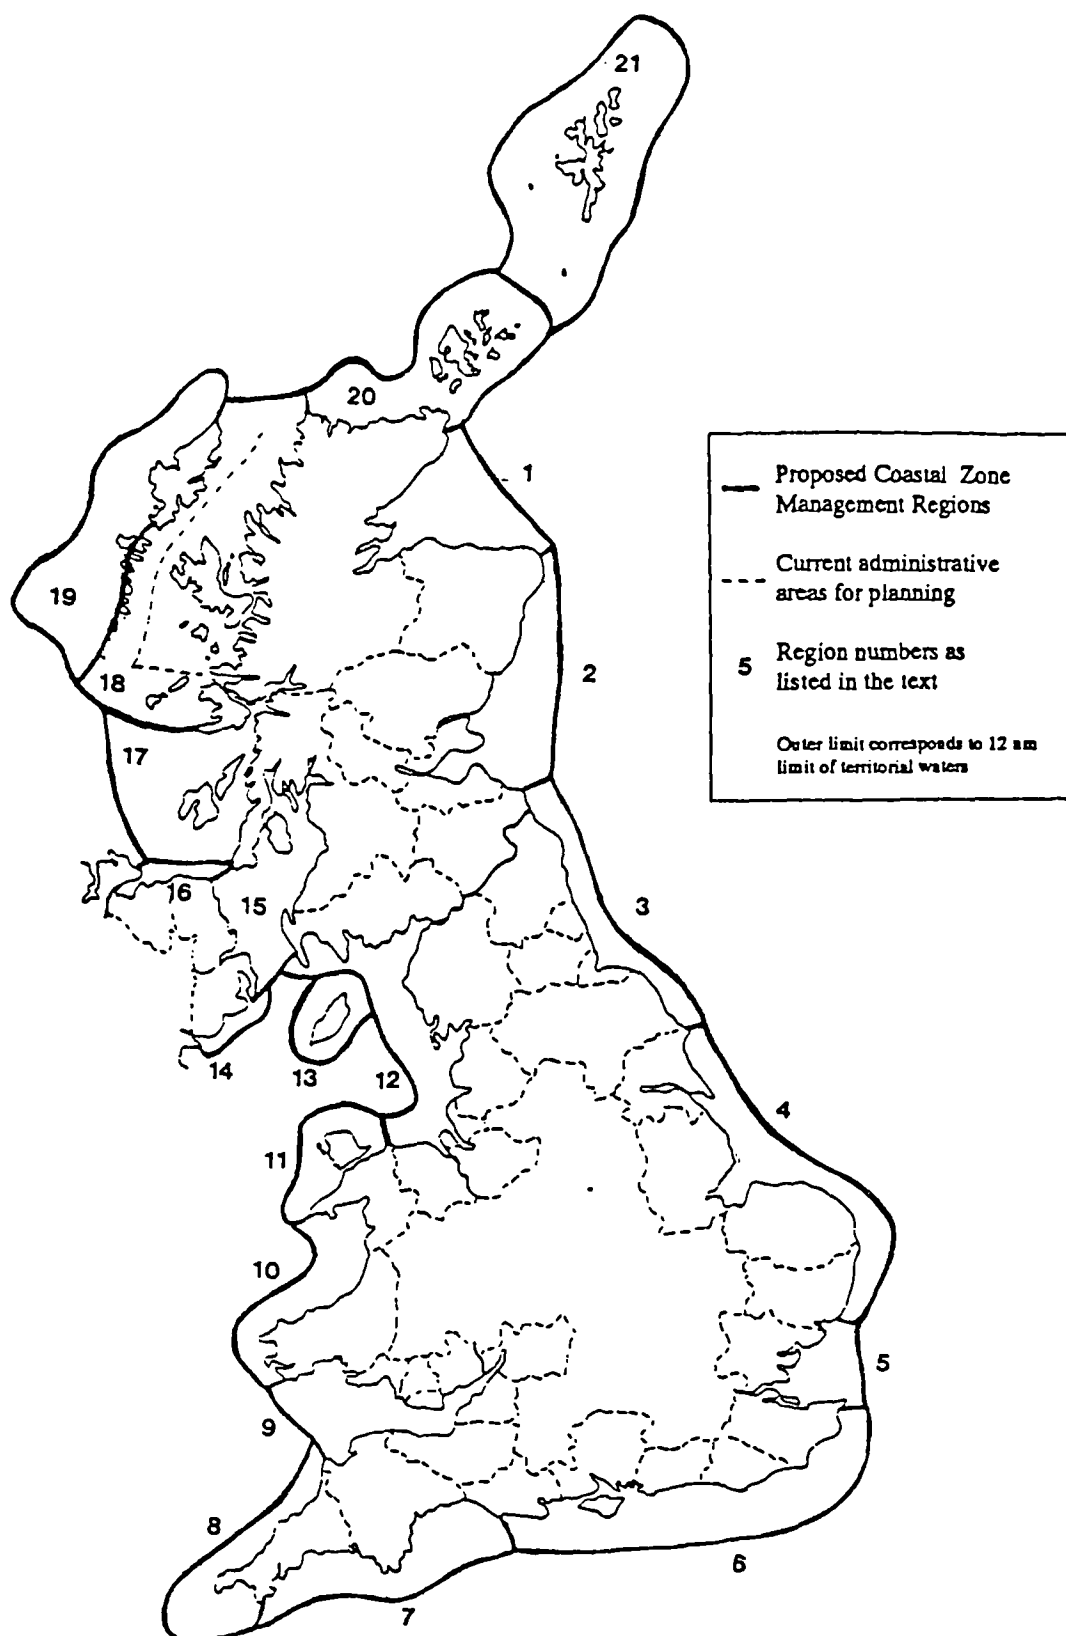 21
20
1
19
18
2
17
16
15
3
14
13
12
4
11
10
5
9
8
6
7
Proposed Coastal Zone
Management Regions
Current administrative
areas for planning
5 Region numbers as
listed in the text
Outer limit corresponds to 12 nm
limit of territorial waters